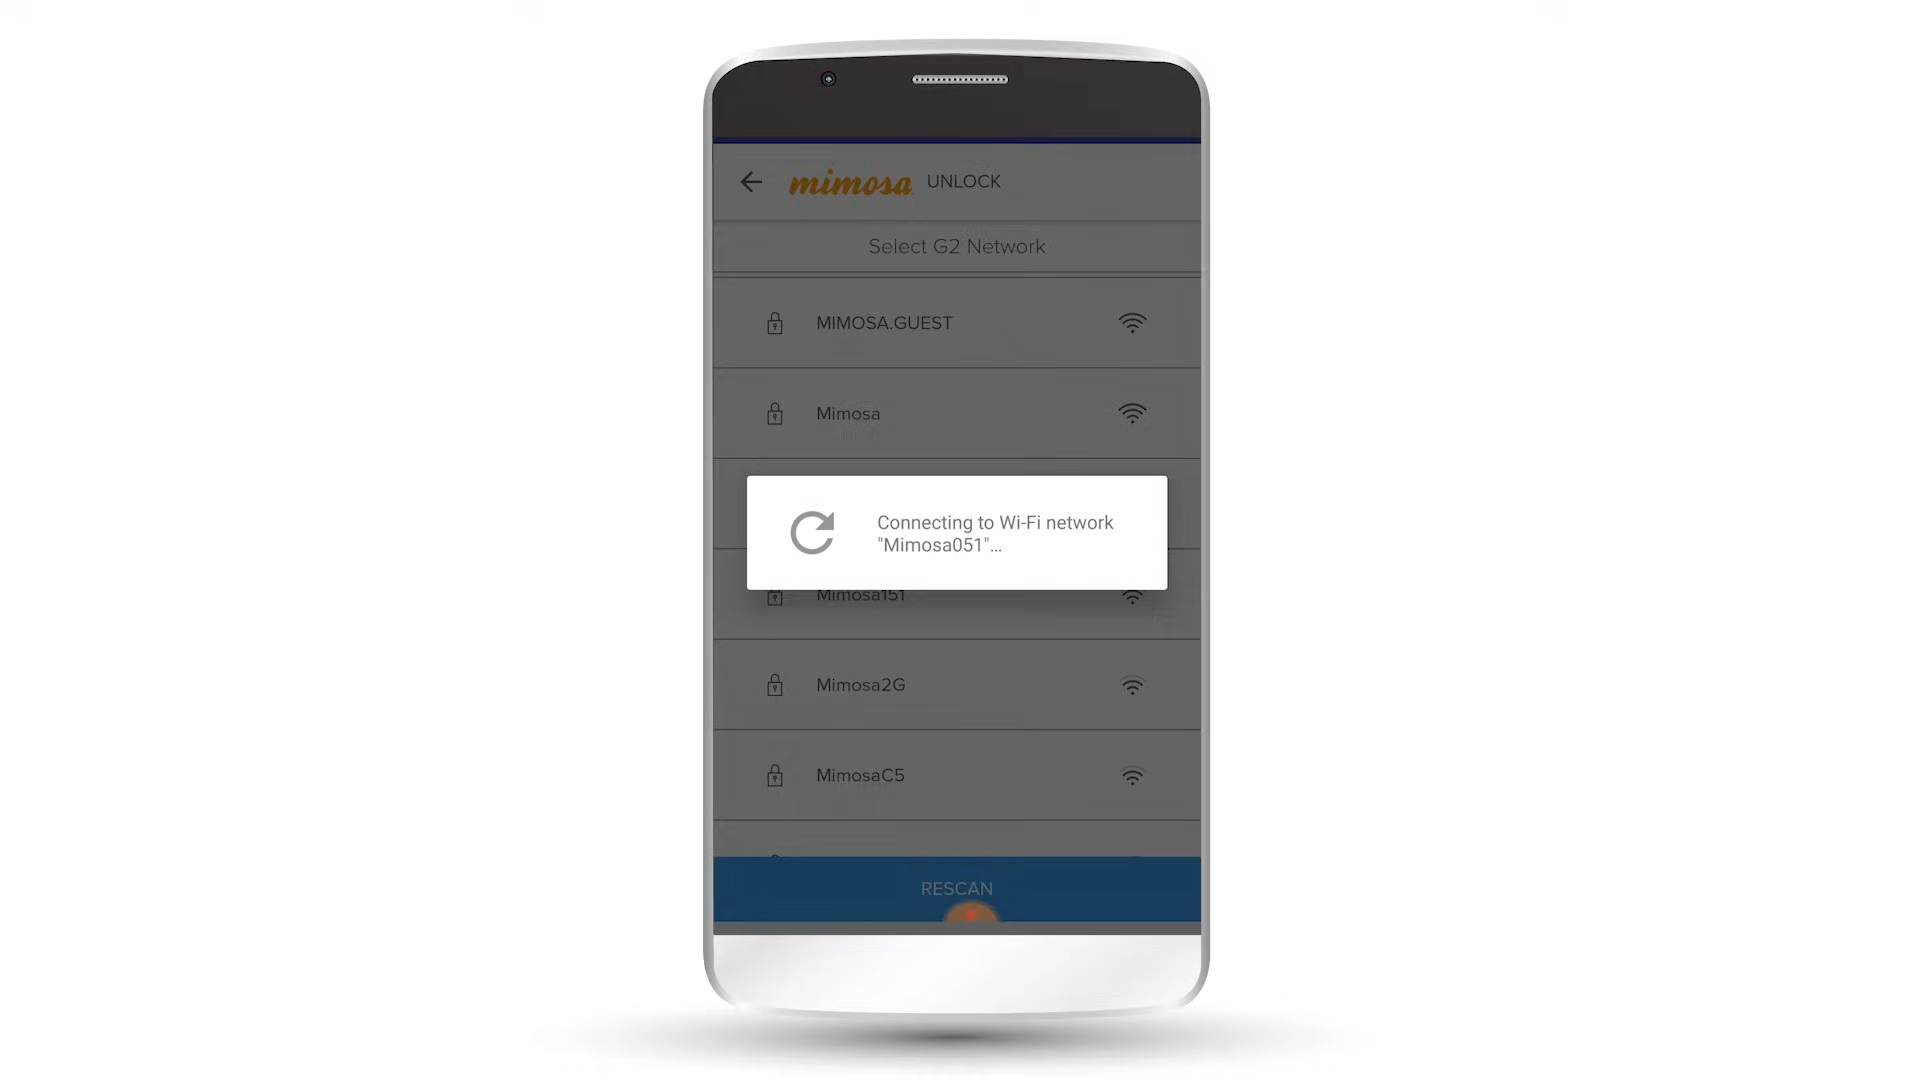 mimosa UNLOCK
Select G2 Network
MIMOSA.GUEST
Mimosa
Connecting to Wi-Fi network
"Mimosa051"...
Mimosa151
Mimosa2G
MimosaC5
RESCAN